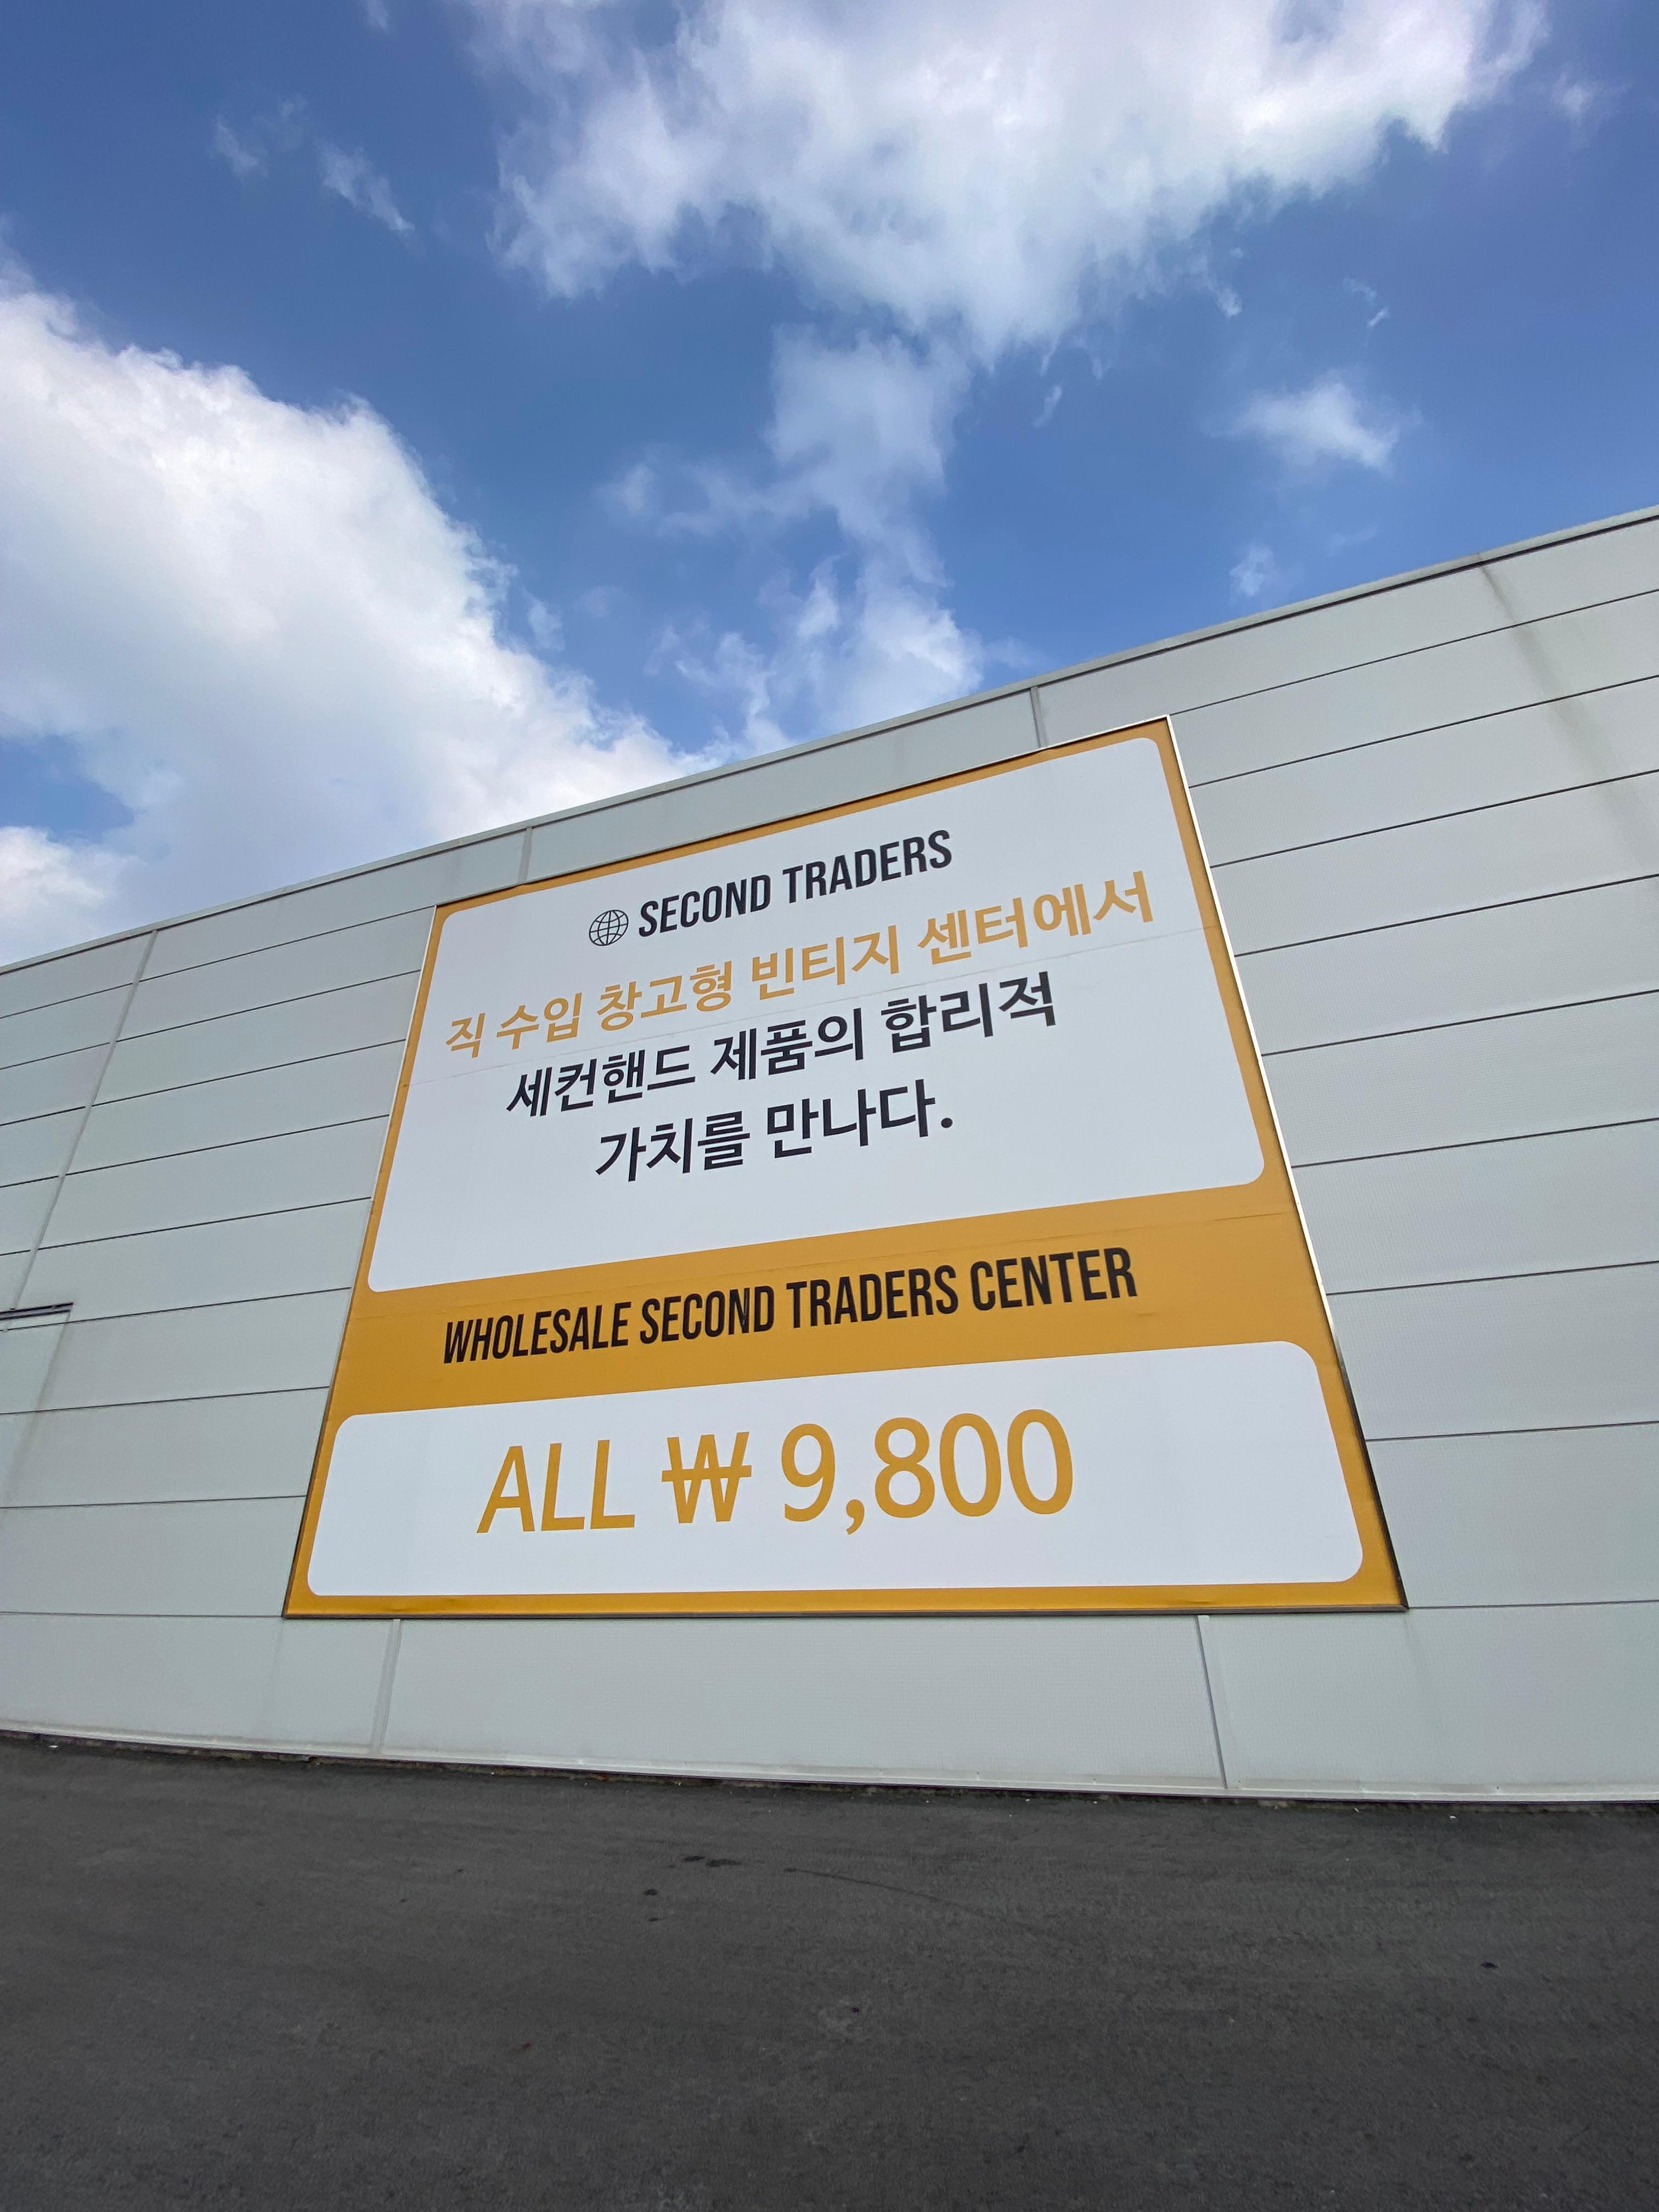 SECOND TRADERS
직 수입 창고형 빈티지 센터에서
세컨핸드 제품의 합리적
가치를 만나다.
WHOLESALE SECOND TRADERS CENTER
ALL ₩ 9,800